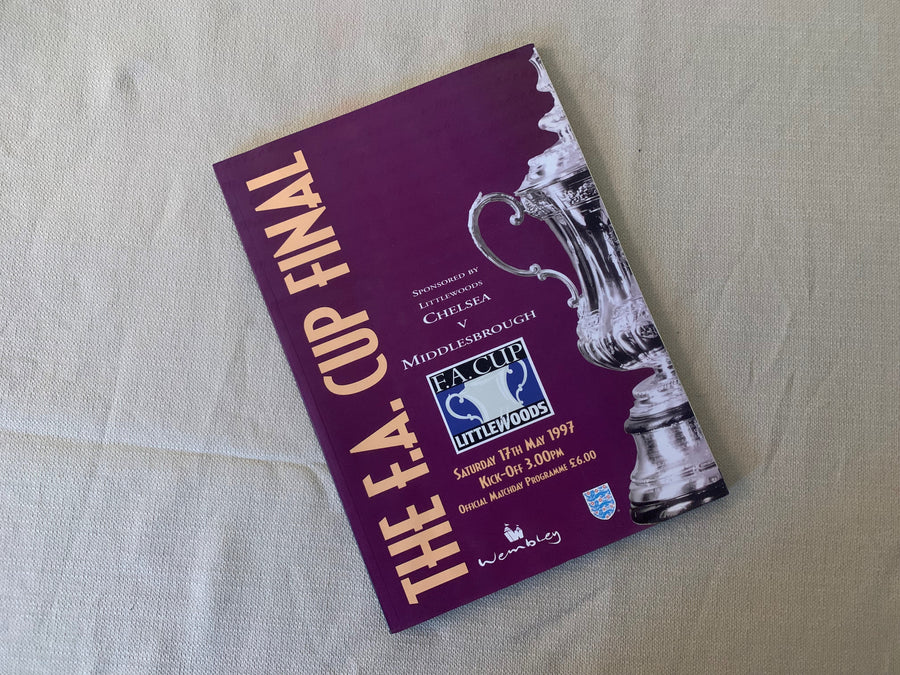 THE F.A. CUP FINAL
SPONSORED BY
LITTLEWOODS
CHELSEA
V
MIDDLESBROUGH
F.A. CUP
LITTLEWOODS
SATURDAY 17TH MAY 1997
KICK-OFF 3.00PM
OFFICIAL MATCHDAY PROGRAMME £6.00
Wembley